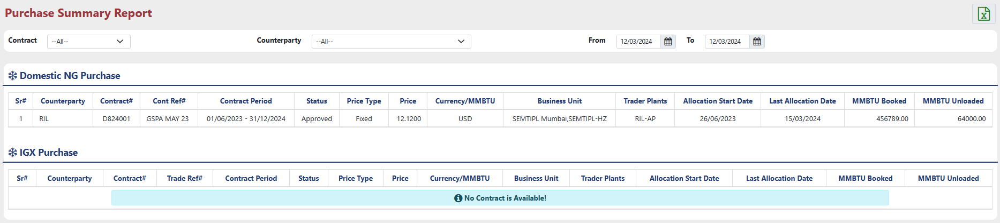 Purchase Summary Report
Contract --All-- Counterparty --All-- From 12/03/2024 To 12/03/2024
Domestic NG Purchase
Sr# Counterparty Contract# Cont Ref# Contract Period Status Price Type Price Currency/MMBTU Business Unit Trader Plants Allocation Start Date Last Allocation Date MMBTU Booked MMBTU Unloaded
1 RIL D824001 GSPA MAY 23 01/06/2023 - 31/12/2024 Approved Fixed 12.1200 USD SEMTIPL Mumbai,SEMTIPL-HZ RIL-AP 26/06/2023 15/03/2024 456789.00 64000.00
IGX Purchase
Sr# Counterparty Contract# Trade Ref# Contract Period Status Price Type Price Currency/MMBTU Business Unit Trader Plants Allocation Start Date Last Allocation Date MMBTU Booked MMBTU Unloaded
No Contract is Available!